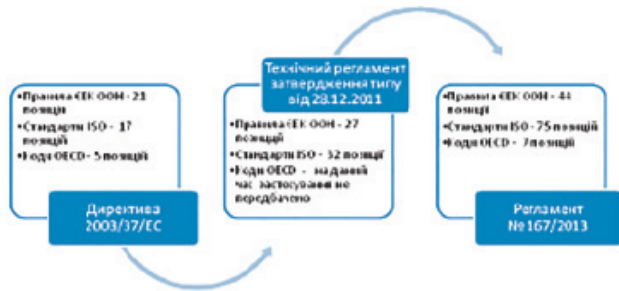 •Правила ЄЕК ООН - 21
позиція
•Стандарти ISO - 17
позицій
•Коди OECD - 5 позицій
Директива
2003/37/ЕС
Технічний регламент
затвердження типу
від 28.12.2011
•Правила ЄЕК ООН - 27
позицій
•Стандарти ISO - 32 позиції
•Коди OECD - на даний
час застосування не
передбачено
•Правила ЄЕК ООН - 44
позиції
•Стандарти ISO - 75 позицій
•Коди OECD - 7 позицій
Регламент
№ 167/2013